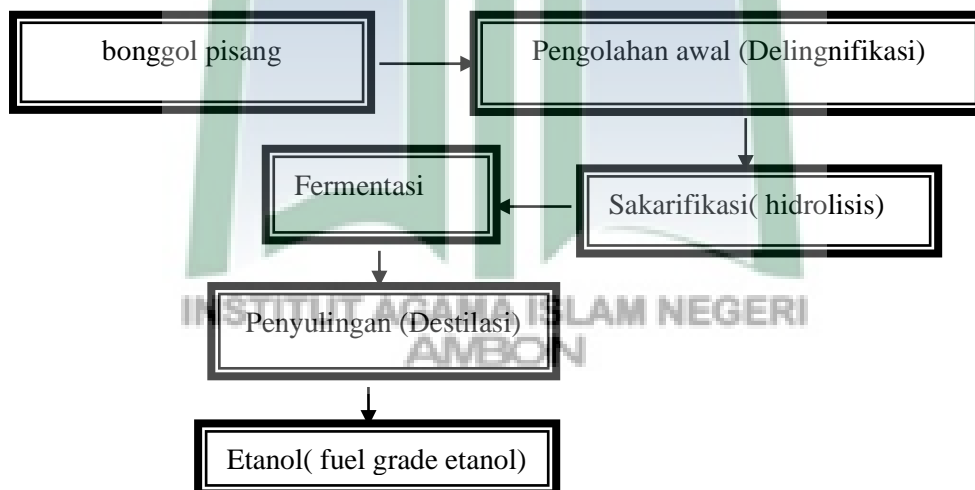 bonggol pisang
Pengolahan awal (Delingnifikasi)
Sakarifikasi( hidrolisis)
Fermentasi
Penyulingan (Destilasi)
INSTITUT AGAMA ISLAM NEGERI
AMBON
Etanol( fuel grade etanol)